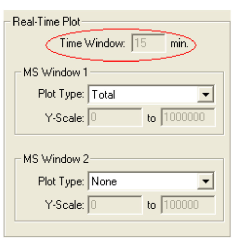 Real-Time Plot
Time Window: 15 min.
MS Window 1
Plot Type: Total
Y-Scale: 0 to 1000000
MS Window 2
Plot Type: None
Y-Scale: 0 to 100000